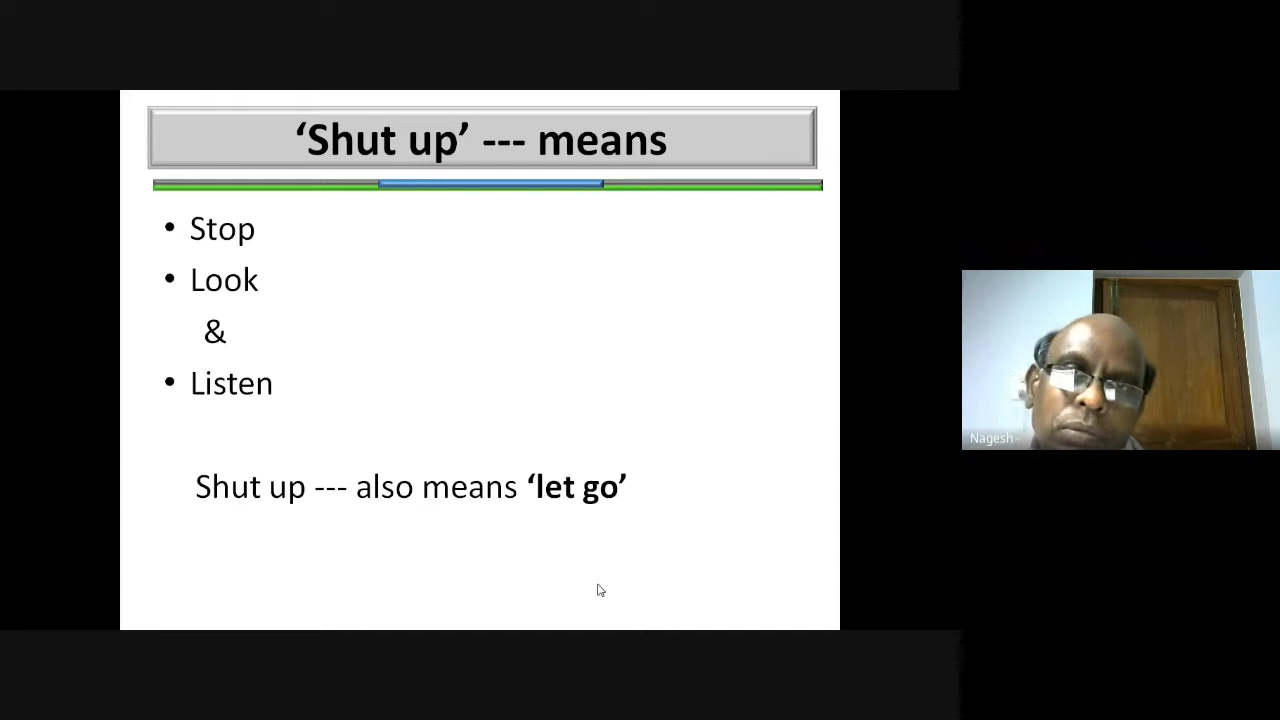 ‘Shut up’ --- means
• Stop
• Look
&
• Listen
Shut up --- also means ‘let go’
Nagesh -